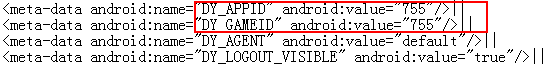 <meta-data android:name="DY_APPID" android:value="755"/>||
<meta-data android:name="DY_GAMEID" android:value="755"/>||
<meta-data android:name="DY_AGENT" android:value="default"/>||
<meta-data android:name="DY_LOGOUT_VISIBLE" android:value="true"/>||